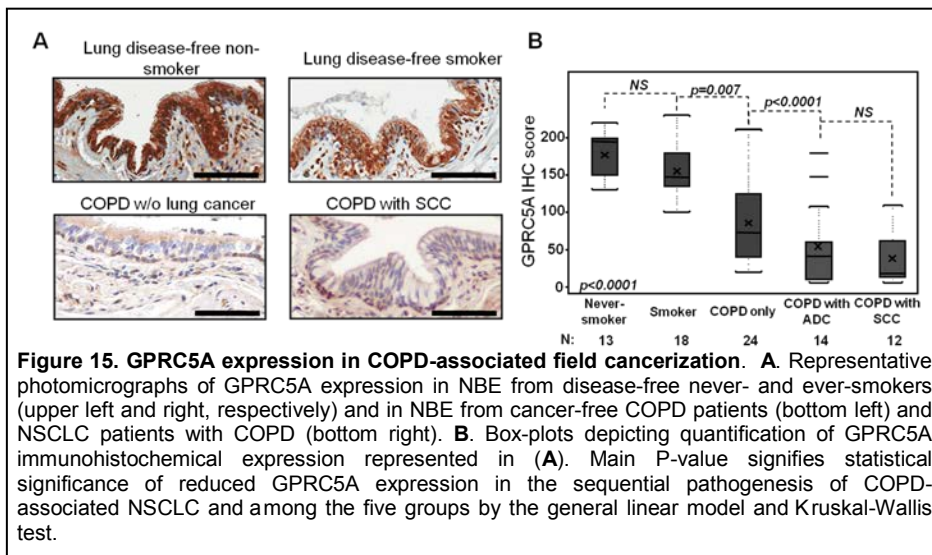 A
Lung disease-free non-
smoker
Lung disease-free smoker
COPD w/o lung cancer
COPD with SCC
B
GPRC5A IHC score
200
150
100
50
0
NS
p=0.007
p<0.0001
NS
p<0.0001
Never-
smoker
Smoker
COPD only
COPD with
ADC
COPD with
SCC
N: 13 18 24 14 12
Figure 15. GPRC5A expression in COPD-associated field cancerization. A. Representative
photomicrographs of GPRC5A expression in NBE from disease-free never- and ever-smokers
(upper left and right, respectively) and in NBE from cancer-free COPD patients (bottom left) and
NSCLC patients with COPD (bottom right). B. Box-plots depicting quantification of GPRC5A
immunohistochemical expression represented in (A). Main P-value signifies statistical
significance of reduced GPRC5A expression in the sequential pathogenesis of COPD-
associated NSCLC and among the five groups by the general linear model and Kruskal-Wallis
test.